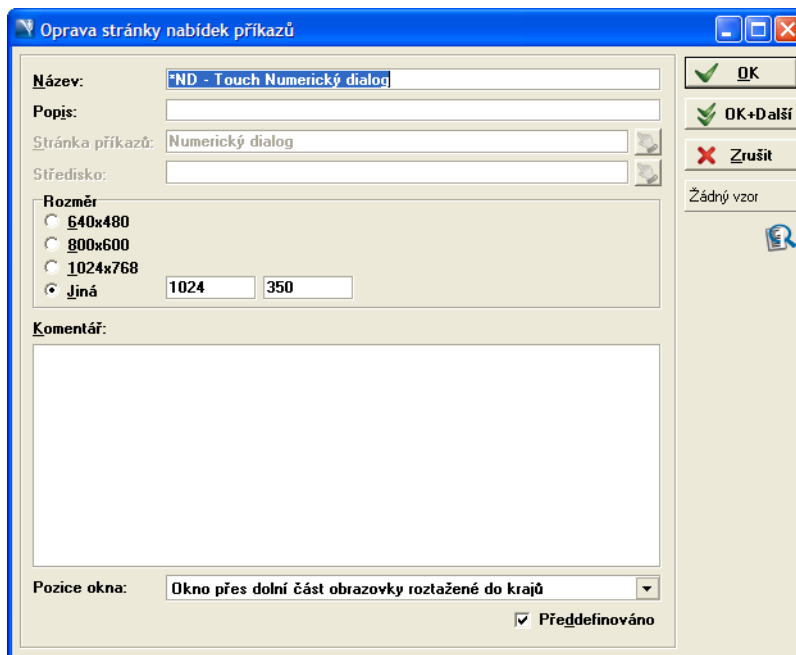 Oprava stránky nabídek příkazů
Název: *ND - Touch Numerický dialog
Popis:
Stránka příkazů: Numerický dialog
Středisko:
Rozměr
640x480
800x600
1024x768
Jiná 1024 350
Komentář:
Pozice okna: Okno přes dolní část obrazovky roztažené do krajů
Předdefinováno
OK
OK+Další
Zrušit
Žádný vzor